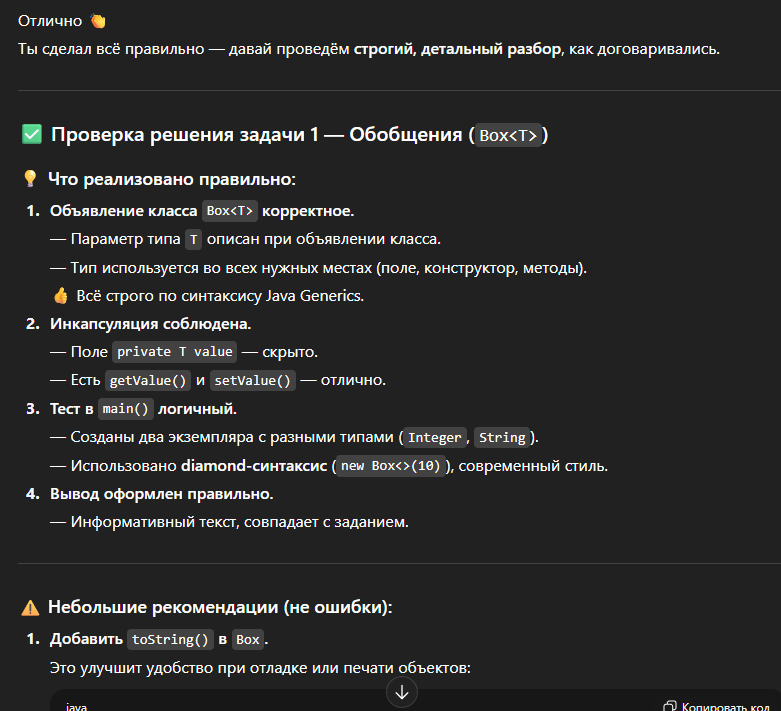 Отлично 👏
Ты сделал всё правильно — давай проведём строгий, детальный разбор, как договаривались.
✅ Проверка решения задачи 1 — Обобщения (Box<T>)
💡 Что реализовано правильно:
1. Объявление класса Box<T> корректное.
— Параметр типа T описан при объявлении класса.
— Тип используется во всех нужных местах (поле, конструктор, методы).
👍 Всё строго по синтаксису Java Generics.
2. Инкапсуляция соблюдена.
— Поле private T value — скрыто.
— Есть getValue() и setValue() — отлично.
3. Тест в main() логичный.
— Созданы два экземпляра с разными типами (Integer, String).
— Использовано diamond-синтаксис (new Box<>(10)), современный стиль.
4. Вывод оформлен правильно.
— Информативный текст, совпадает с заданием.
⚠️ Небольшие рекомендации (не ошибки):
1. Добавить toString() в Box.
Это улучшит удобство при отладке или печати объектов:
java
Копировать код